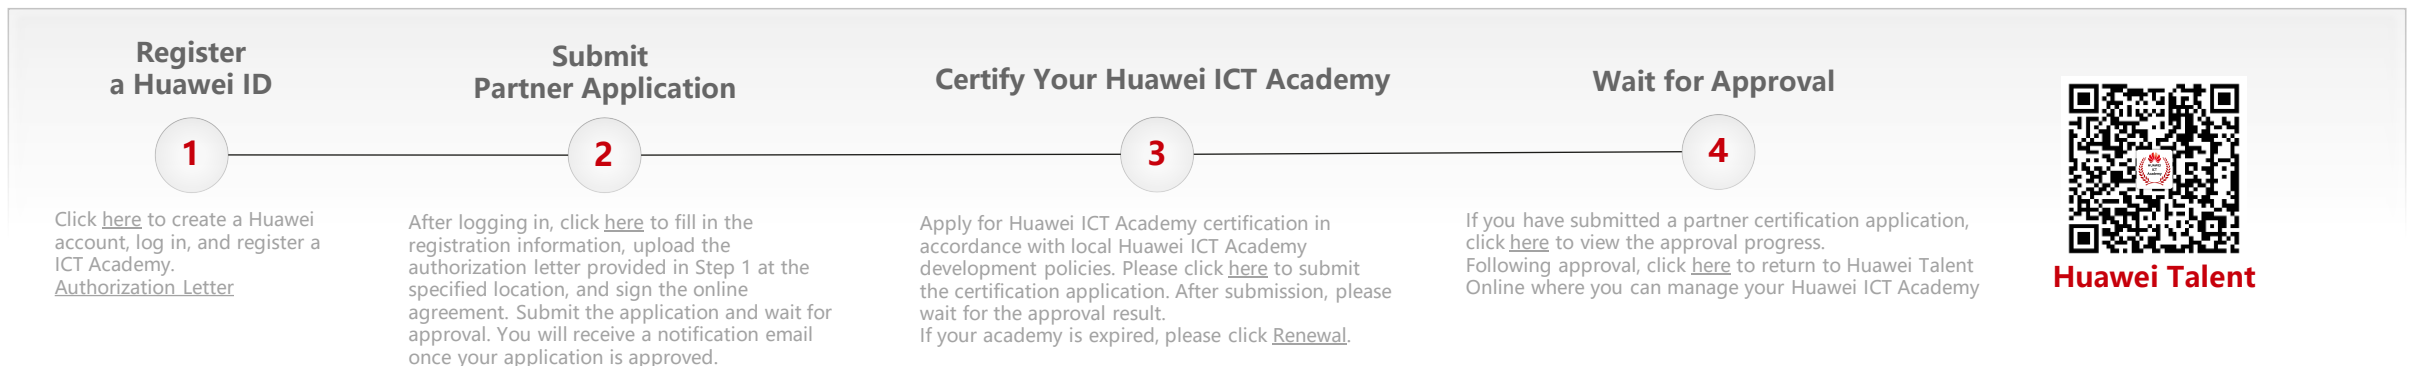 Register
a Huawei ID
1
Click here to create a Huawei
account, log in, and register a
ICT Academy.
Authorization Letter
Submit
Partner Application
2
After logging in, click here to fill in the
registration information, upload the
authorization letter provided in Step 1 at the
specified location, and sign the online
agreement. Submit the application and wait for
approval. You will receive a notification email
once your application is approved.
Certify Your Huawei ICT Academy
3
Apply for Huawei ICT Academy certification in
accordance with local Huawei ICT Academy
development policies. Please click here to submit
the certification application. After submission, please
wait for the approval result.
If your academy is expired, please click Renewal.
Wait for Approval
4
If you have submitted a partner certification application,
click here to view the approval progress.
Following approval, click here to return to Huawei Talent
Online where you can manage your Huawei ICT Academy
HUAWEI
ICT
Academy
Huawei Talent